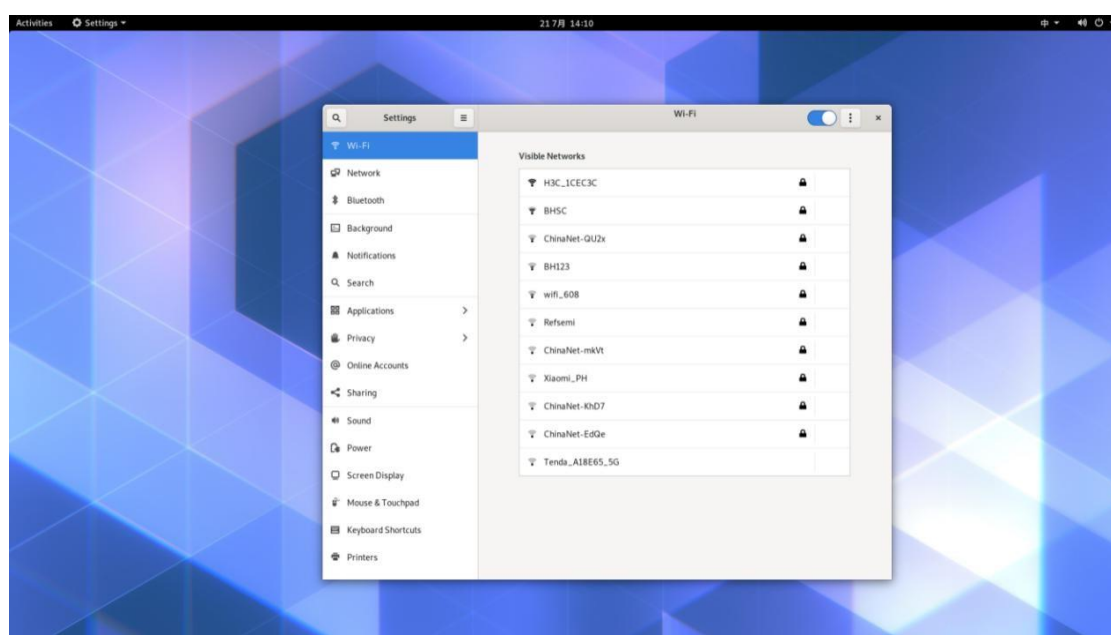 Activities Settings 21 7月 14:10 中
Settings Wi-Fi
Wi-Fi
Network
Bluetooth
Background
Notifications
Search
Applications
Privacy
Online Accounts
Sharing
Sound
Power
Screen Display
Mouse & Touchpad
Keyboard Shortcuts
Printers
Visible Networks
H3C_1CEC3C
BHSC
ChinaNet-QU2x
BH123
wifi_608
Refsemi
ChinaNet-mkVt
Xiaomi_PH
ChinaNet-KhD7
ChinaNet-EdQe
Tenda_A18E65_5G